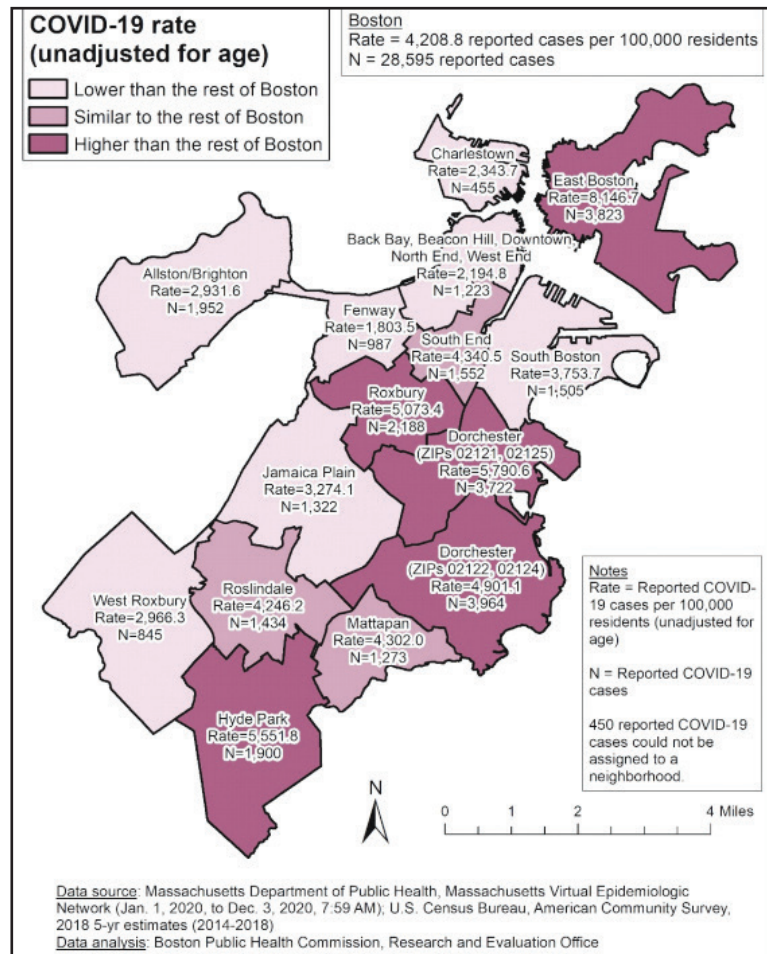 COVID-19 rate
(unadjusted for age)
Lower than the rest of Boston
Similar to the rest of Boston
Higher than the rest of Boston
Boston
Rate = 4,208.8 reported cases per 100,000 residents
N = 28,595 reported cases
Charlestown
Rate=2,343.7
N=455
East Boston
Rate=8,146.7
N=3,823
Back Bay, Beacon Hill, Downtown,
North End, West End
Rate=2,194.8
N=1,223
Allston/Brighton
Rate=2,931.6
N=1,952
Fenway
Rate=1,803.5
N=987
South End
Rate=4,340.5
N=1,552
South Boston
Rate=3,753.7
N=1,505
Roxbury
Rate=5,073.4
N=2,188
Dorchester
(ZIPs 02121, 02125)
Rate=5,790.6
N=3,722
Jamaica Plain
Rate=3,274.1
N=1,322
Dorchester
(ZIPs 02122, 02124)
Rate=4,901.1
N=3,964
West Roxbury
Rate=2,966.3
N=845
Roslindale
Rate=4,246.2
N=1,434
Mattapan
Rate=4,302.0
N=1,273
Hyde Park
Rate=5,551.8
N=1,900
Notes
Rate = Reported COVID-
19 cases per 100,000
residents (unadjusted for
age)
N = Reported COVID-19
cases
450 reported COVID-19
cases could not be
assigned to a
neighborhood.
N
0 1 2 4 Miles
Data source: Massachusetts Department of Public Health, Massachusetts Virtual Epidemiologic
Network (Jan. 1, 2020, to Dec. 3, 2020, 7:59 AM); U.S. Census Bureau, American Community Survey,
2018 5-yr estimates (2014-2018)
Data analysis: Boston Public Health Commission, Research and Evaluation Office